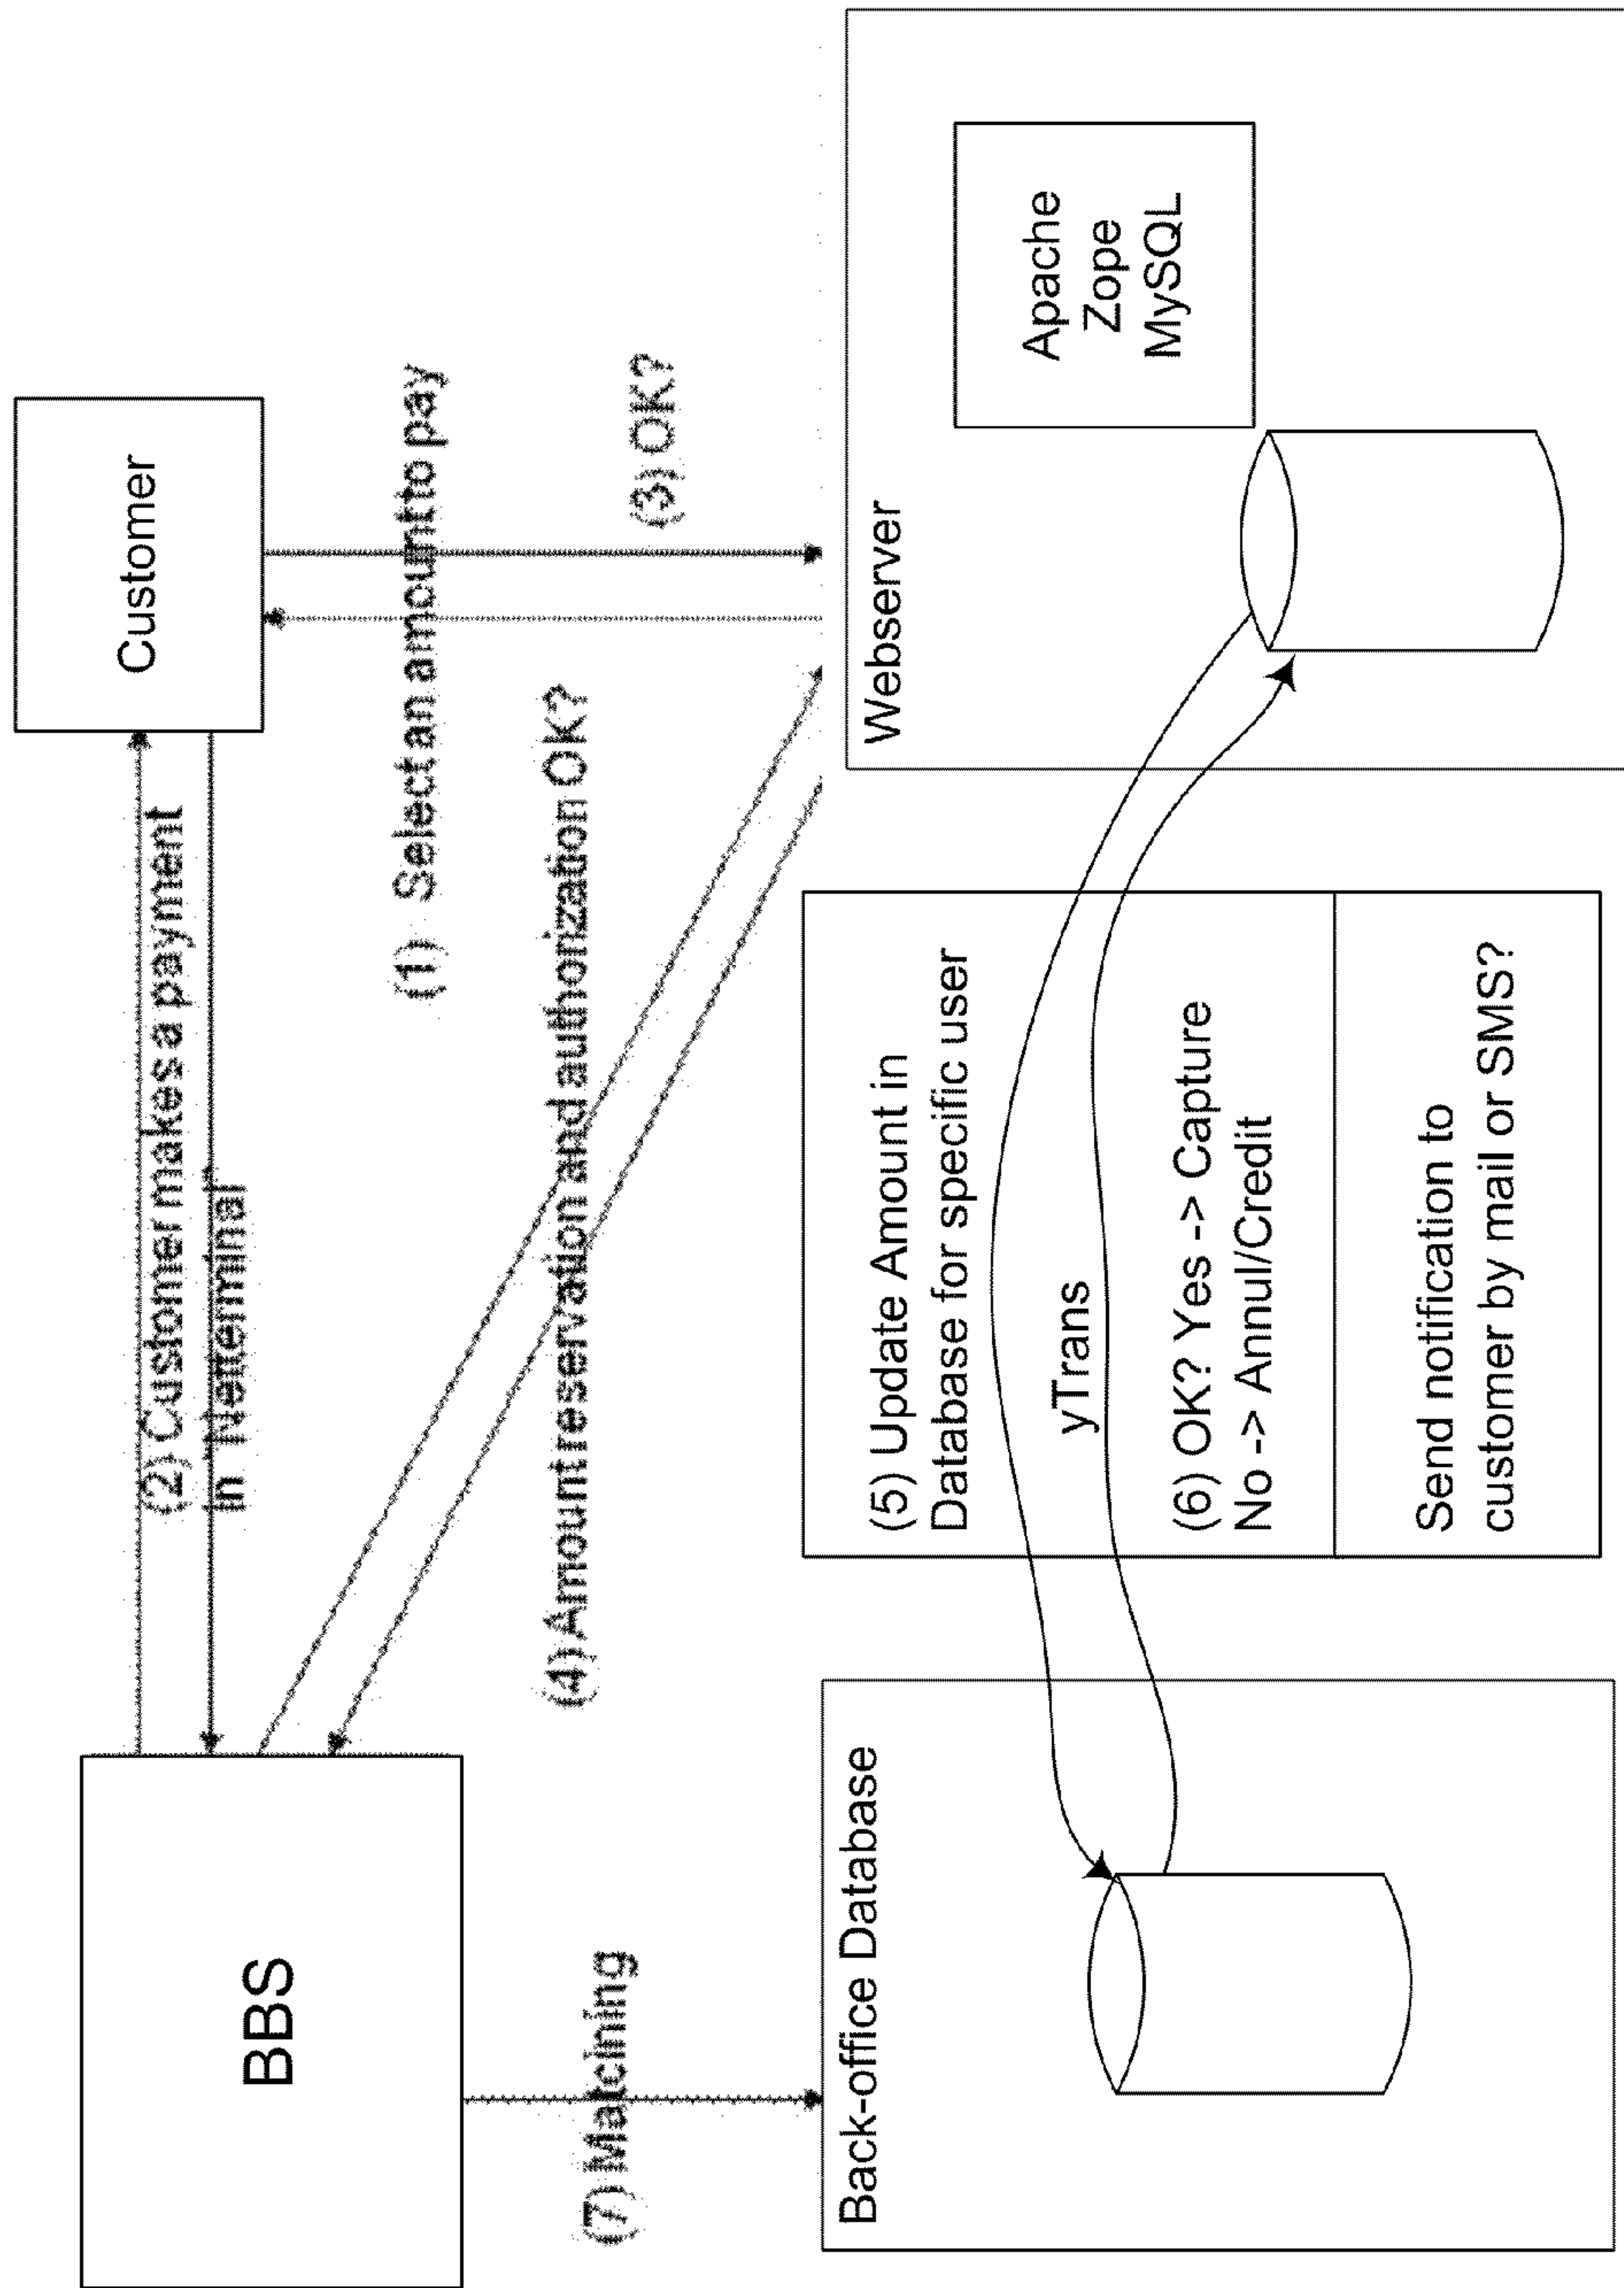 BBS
Customer
(2) Customer makes a payment
in Neterminal
(1) Select an amount to pay
(3) OK?
(4) Amount reservation and authorization OK?
(7) Matching
Back-office Database
(5) Update Amount in
Database for specific user
yTrans
(6) OK? Yes -> Capture
No -> Annul/Credit
Send notification to
customer by mail or SMS?
Webserver
Apache
Zope
MySQL